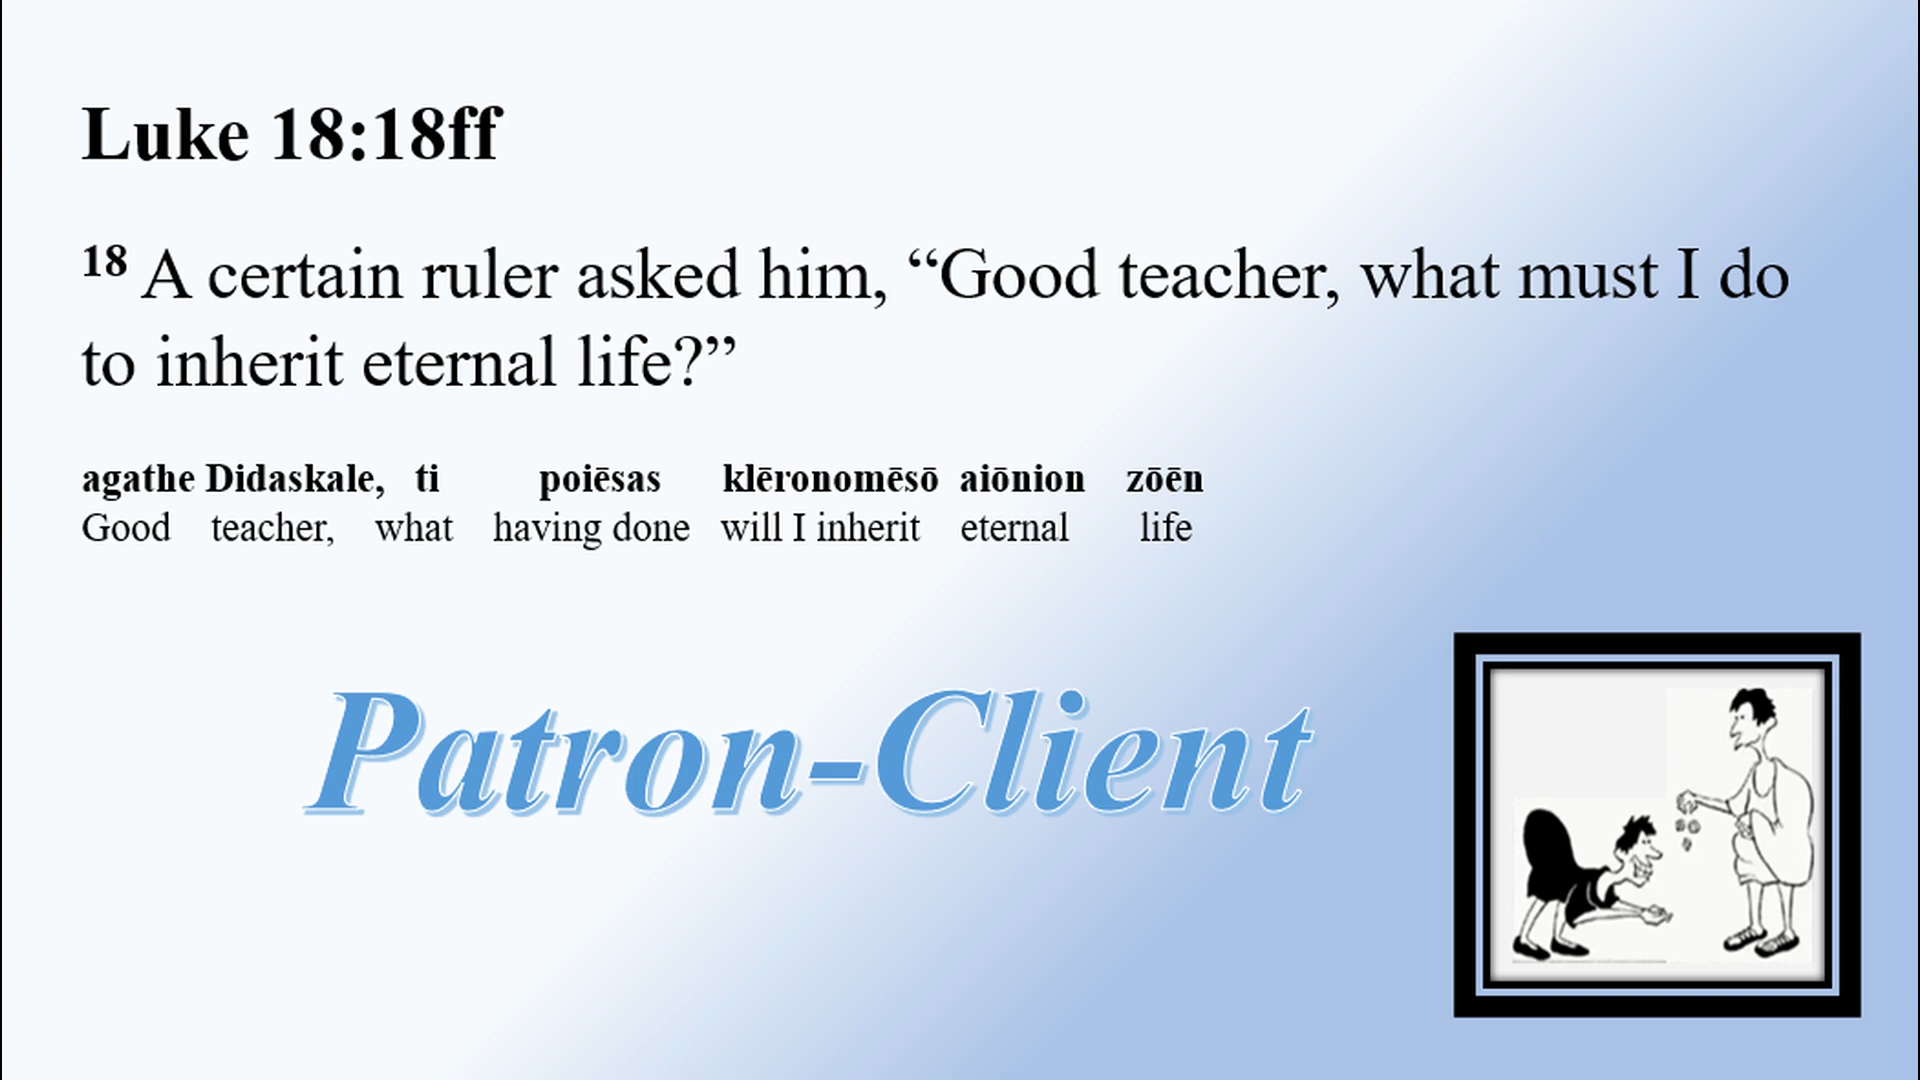 Luke 18:18ff
18 A certain ruler asked him, “Good teacher, what must I do
to inherit eternal life?”
agathe Didaskale, ti poiēsas klēronomēsō aiōnion zōēn
Good teacher, what having done will I inherit eternal life
Patron-Client